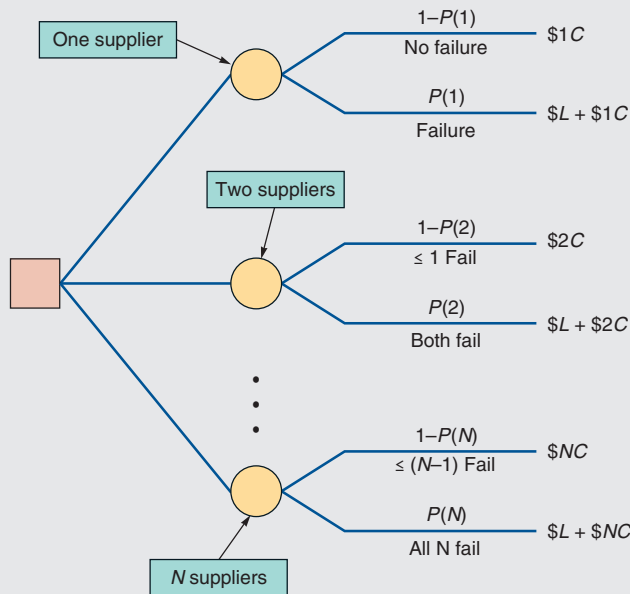 One supplier
1–P(1)
No failure
$1C
P(1)
Failure
$L + $1C
Two suppliers
1–P(2)
≤ 1 Fail
$2C
P(2)
Both fail
$L + $2C
1–P(N)
≤ (N–1) Fail
$NC
P(N)
All N fail
$L + $NC
N suppliers